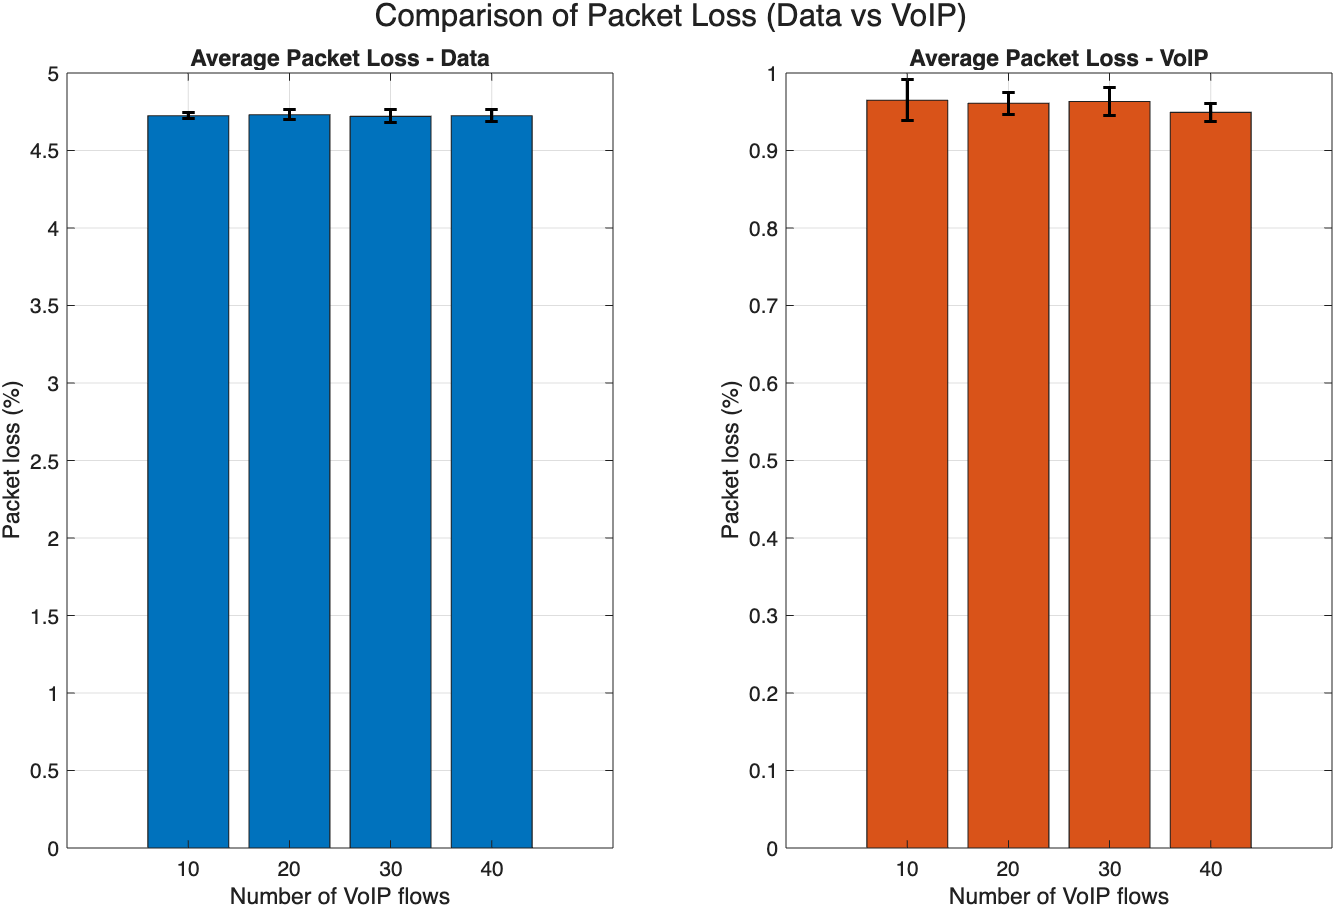 Comparison of Packet Loss (Data vs VoIP)
Average Packet Loss - Data
5
4.5
4
3.5
3
2.5
2
1.5
1
0.5
0
Packet loss (%)
10 20 30 40
Number of VoIP flows
Average Packet Loss - VoIP
1
0.9
0.8
0.7
0.6
0.5
0.4
0.3
0.2
0.1
0
Packet loss (%)
10 20 30 40
Number of VoIP flows